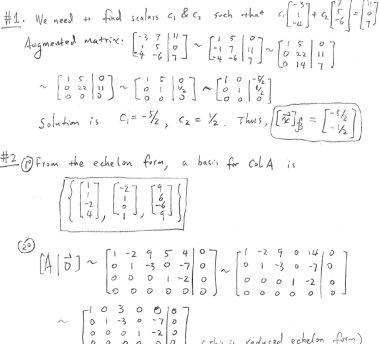 #1. We need to find scalars c₁ & c₂ such that c₁[-3 1 -4] + c₂[7 5 -6] = [11 0 7]
Augmented matrix: [-3 7 | 11; 1 5 | 0; -4 -6 | 7] ~ [1 5 | 0; -3 7 | 11; -4 -6 | 7] ~ [1 5 | 0; 0 22 | 11; 0 14 | 7]
~ [1 5 | 0; 0 22 | 11; 0 0 | 0] ~ [1 5 | 0; 0 1 | ½; 0 0 | 0] ~ [1 0 | -5/2; 0 1 | ½; 0 0 | 0]
Solution is c₁ = -5/2, c₂ = ½. Thus, [x]β = [-5/2 -½]
#2 From the echelon form, a basis for Col A is
{[1 1 -2 4], [-2 1 0 1], [9 6 -6 9]}
[A | 0] ~ [1 -2 9 5 4 | 0; 0 1 -3 0 -7 | 0; 0 0 0 1 -2 | 0; 0 0 0 0 0 | 0] ~ [1 -2 9 0 14 | 0; 0 1 -3 0 -7 | 0; 0 0 0 1 -2 | 0; 0 0 0 0 0 | 0]
~ [1 0 3 0 0 | 0; 0 1 -3 0 -7 | 0; 0 0 0 1 -2 | 0; 0 0 0 0 0 | 0] (this is reduced echelon form)